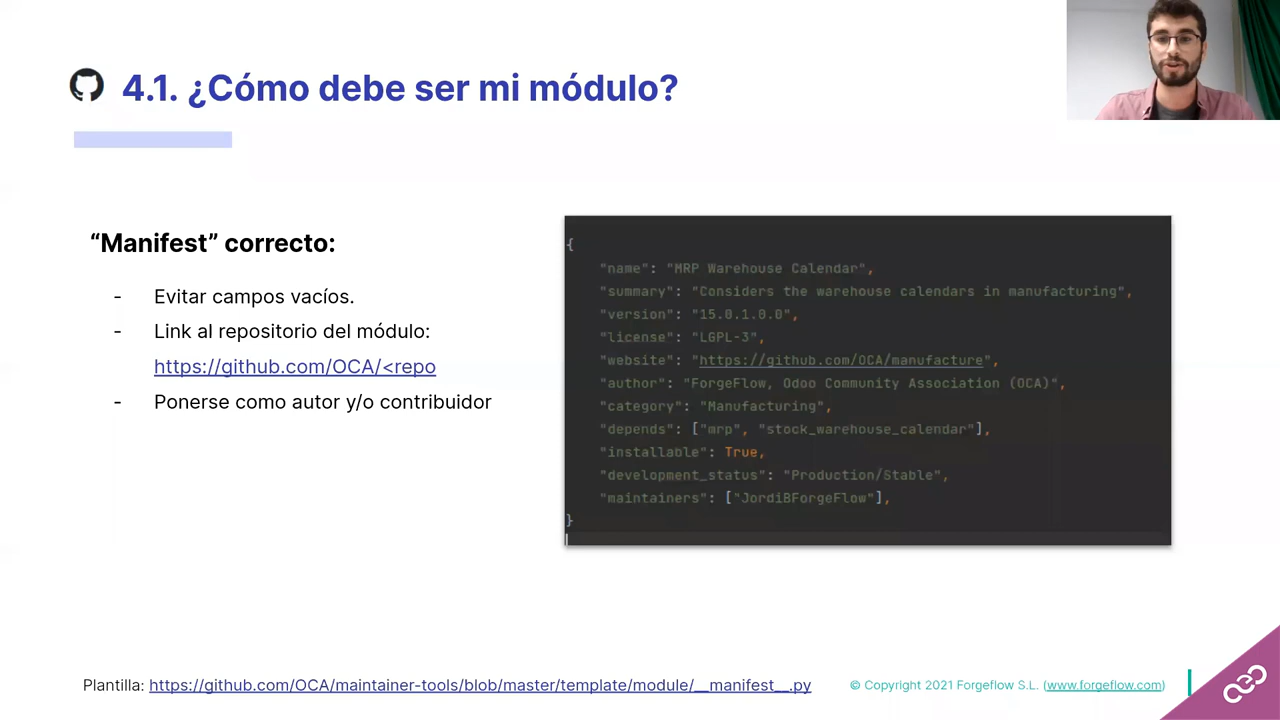 4.1. ¿Cómo debe ser mi módulo?
“Manifest” correcto:
- Evitar campos vacíos.
- Link al repositorio del módulo:
https://github.com/OCA/<repo
- Ponerse como autor y/o contribuidor
{
"name": "MRP Warehouse Calendar",
"summary": "Considers the warehouse calendars in manufacturing",
"version": "15.0.1.0.0",
"license": "LGPL-3",
"website": "https://github.com/OCA/manufacture",
"author": "ForgeFlow, Odoo Community Association (OCA)",
"category": "Manufacturing",
"depends": ["mrp", "stock_warehouse_calendar"],
"installable": True,
"development_status": "Production/Stable",
"maintainers": ["JordiBForgeFlow"],
}
Plantilla: https://github.com/OCA/maintainer-tools/blob/master/template/module/__manifest__.py
© Copyright 2021 Forgeflow S.L. (www.forgeflow.com)